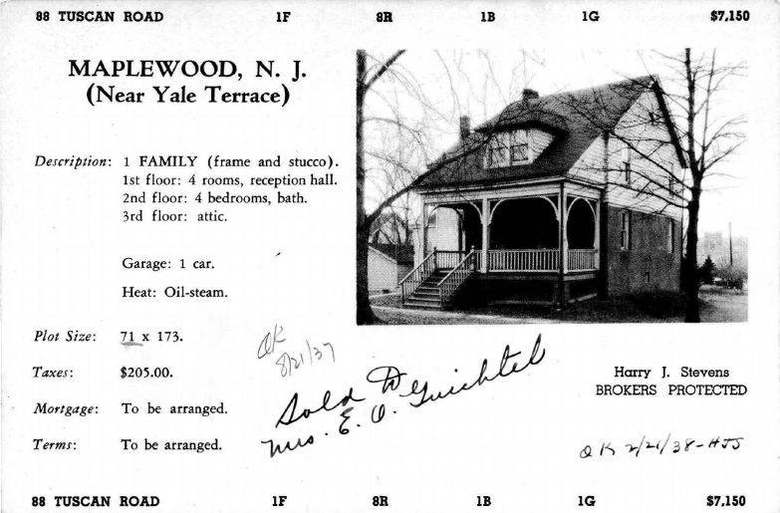 88 TUSCAN ROAD 1F 8R 1B 1G $7,150
MAPLEWOOD, N. J.
(Near Yale Terrace)
Description: 1 FAMILY (frame and stucco).
1st floor: 4 rooms, reception hall.
2nd floor: 4 bedrooms, bath.
3rd floor: attic.
Garage: 1 car.
Heat: Oil-steam.
Plot Size: 71 x 173.
Taxes: $205.00.
Mortgage: To be arranged.
Terms: To be arranged.
OK
8/21/37
Sold
Mrs. E. O.
Harry J. Stevens
BROKERS PROTECTED
OK 2/21/38-HJS
88 TUSCAN ROAD 1F 8R 1B 1G $7,150